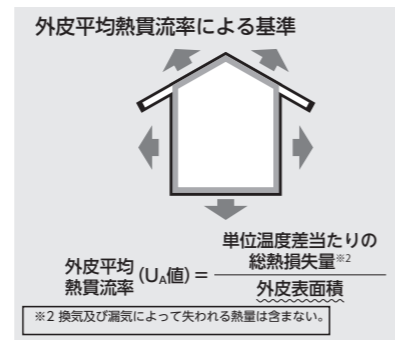 外皮平均熱貫流率による基準
単位温度差当たりの
総熱損失量※2
外皮平均
熱貫流率
(UA値)＝
外皮表面積
※2 換気及び漏気によって失われる熱量は含まない。